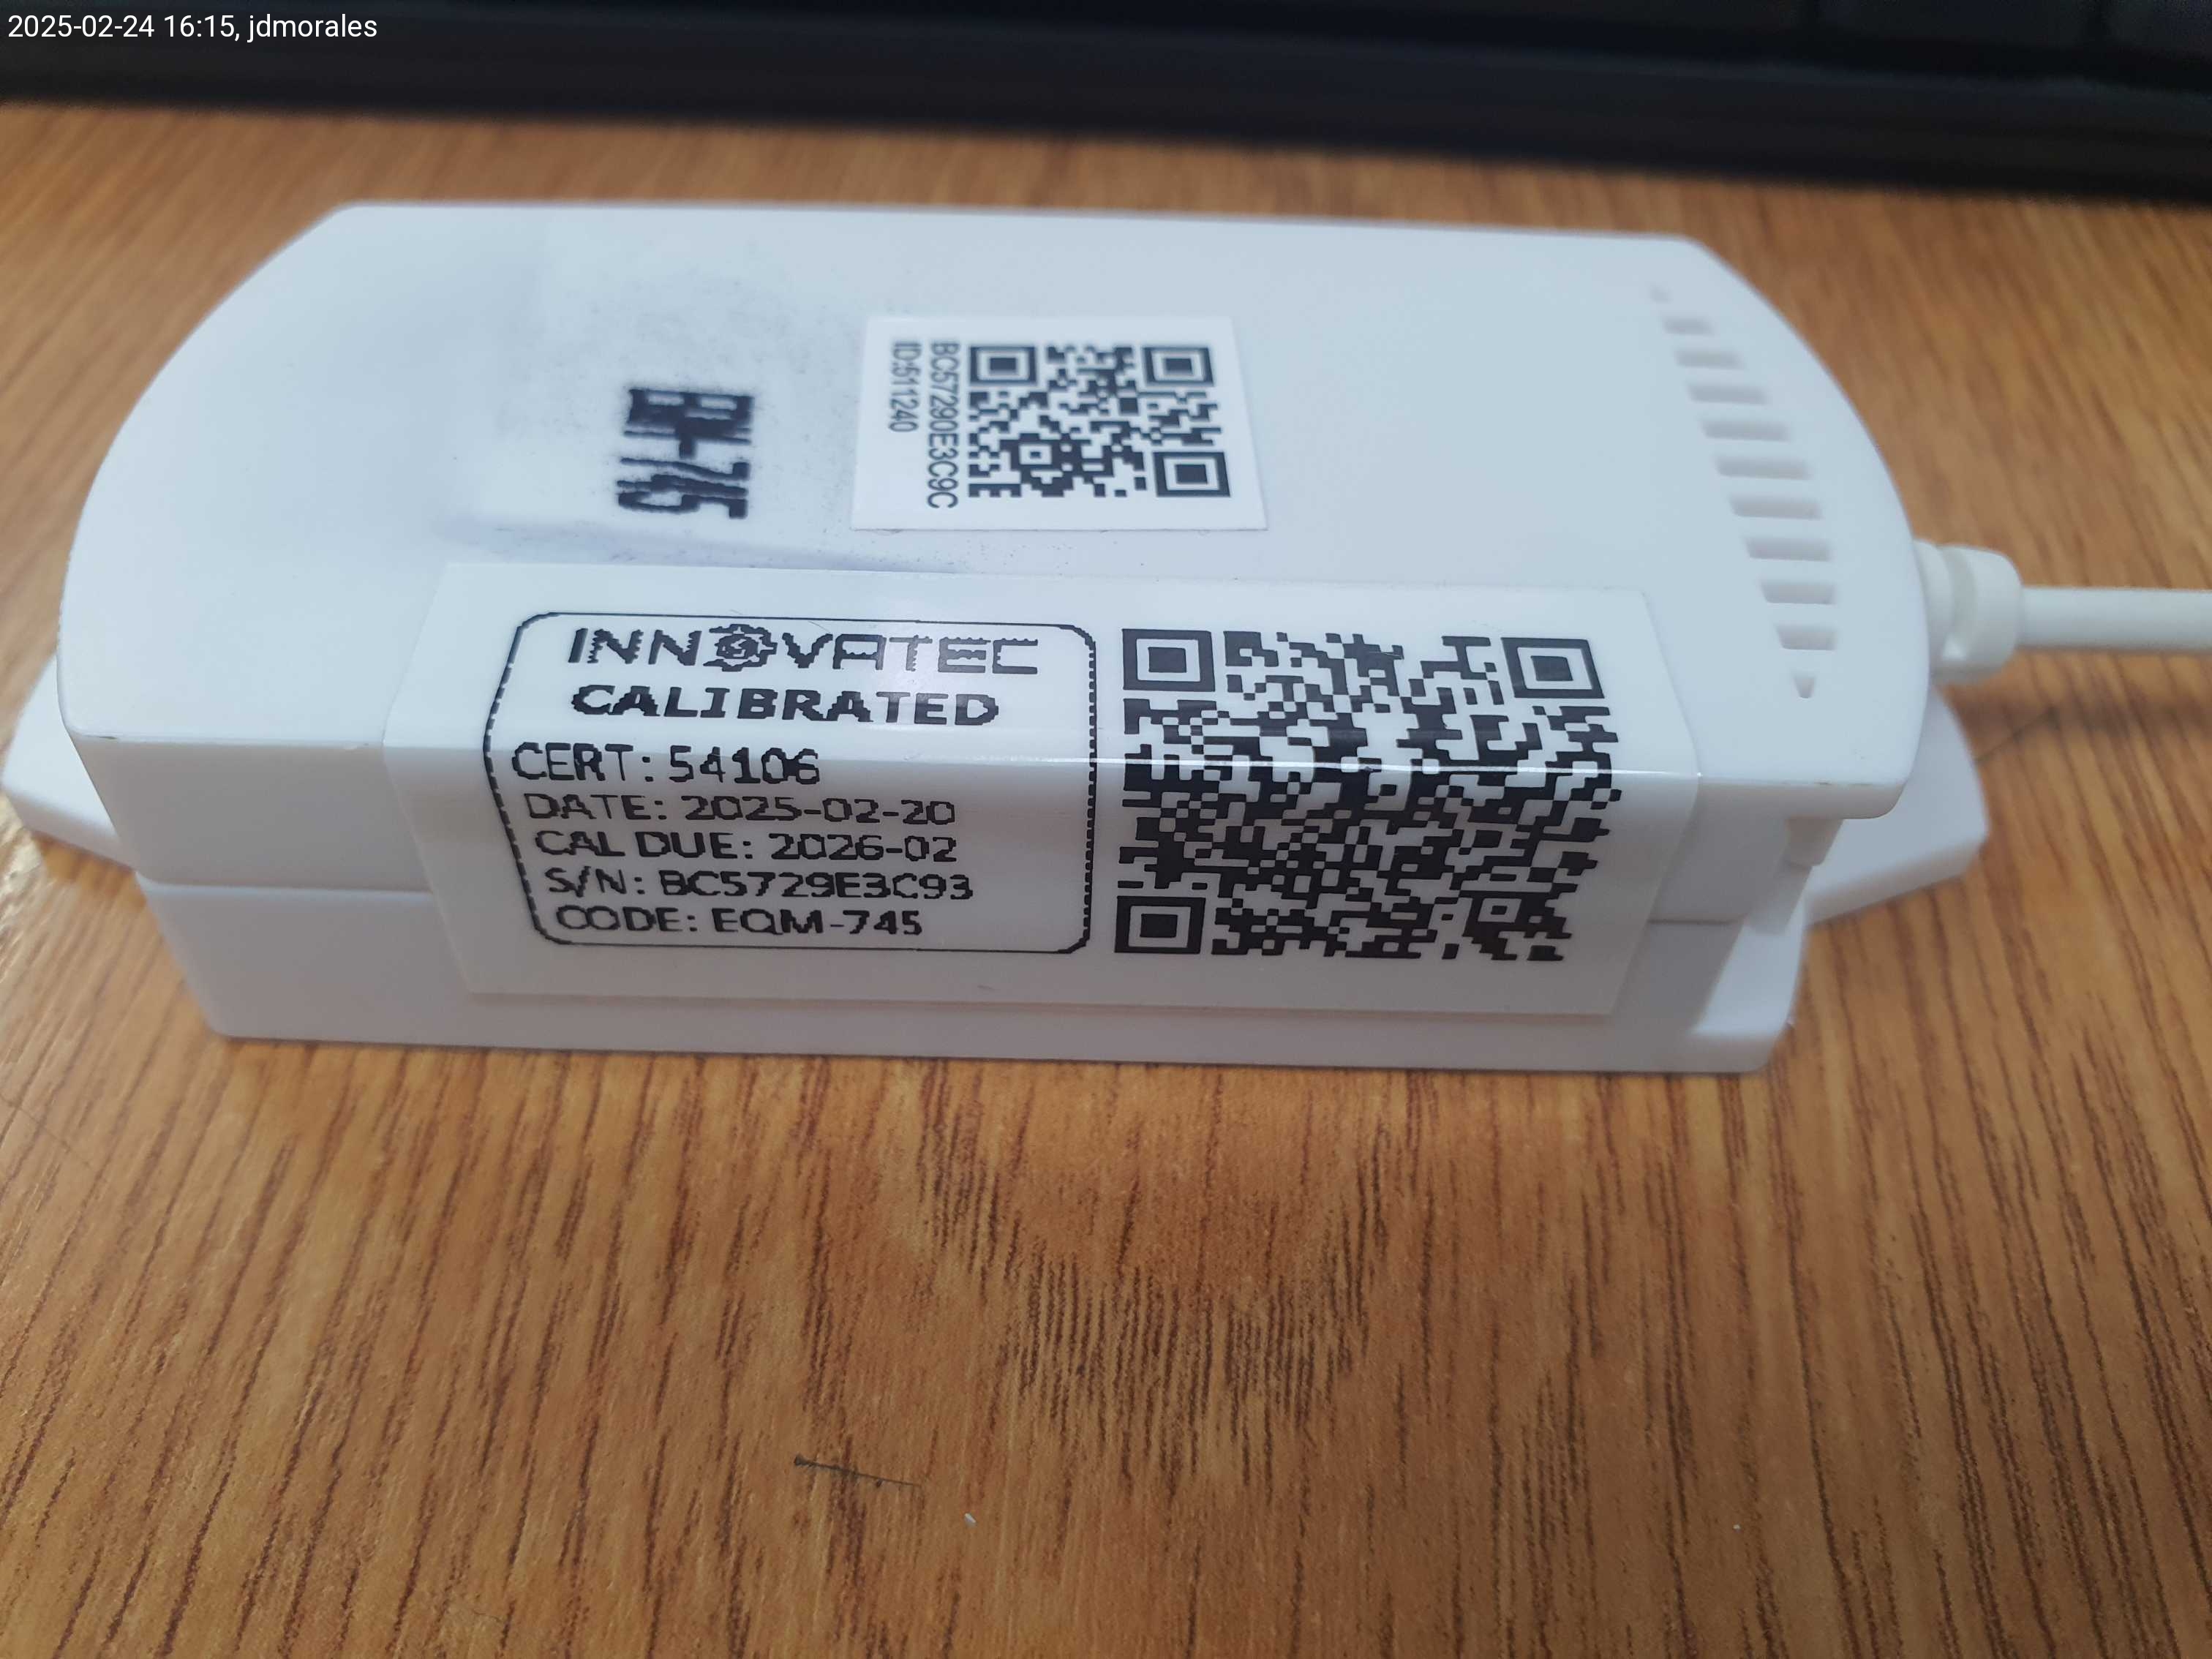 2025-02-24 16:15, jdmorales
BC57290E3C9C
ID:511240
INNOVATEC
CALIBRATED
CERT: 54106
DATE: 2025-02-20
CAL DUE: 2026-02
S/N: BC5729E3C93
CODE: EQM-745